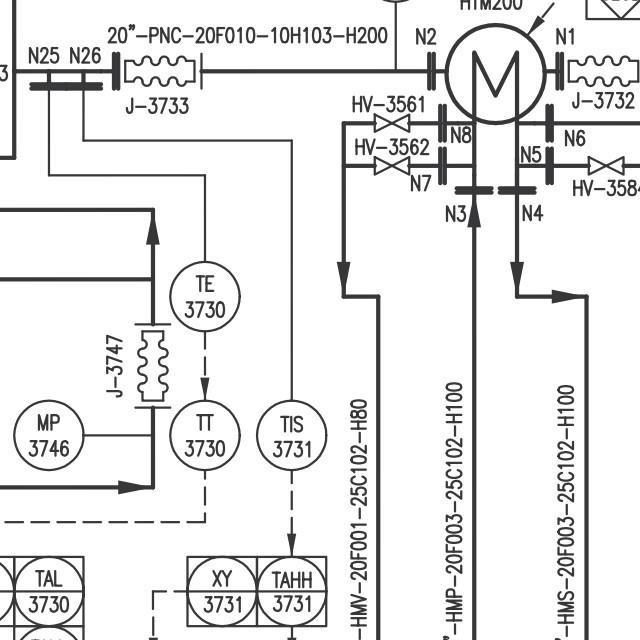 HTM200
20”-PNC-20F010-10H103-H200
N2
N1
N25
N26
3
J-3733
J-3732
HV-3561
N8
N6
HV-3562
N5
N7
HV-3584
N3
N4
TE
3730
J-3747
MP
3746
TT
3730
TIS
3731
-HMV-20F001-25C102-H80
”-HMP-20F003-25C102-H100
”-HMS-20F003-25C102-H100
TAL
3730
XY
3731
TAHH
3731